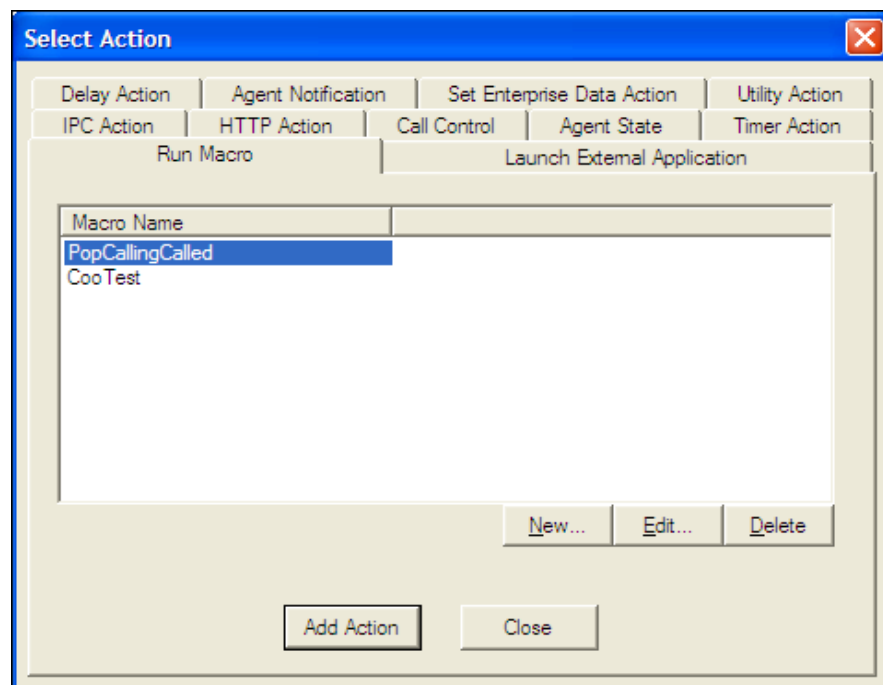 Select Action
Delay Action Agent Notification Set Enterprise Data Action Utility Action
IPC Action HTTP Action Call Control Agent State Timer Action
Run Macro Launch External Application
Macro Name
PopCallingCalled
CooTest
New... Edit... Delete
Add Action Close